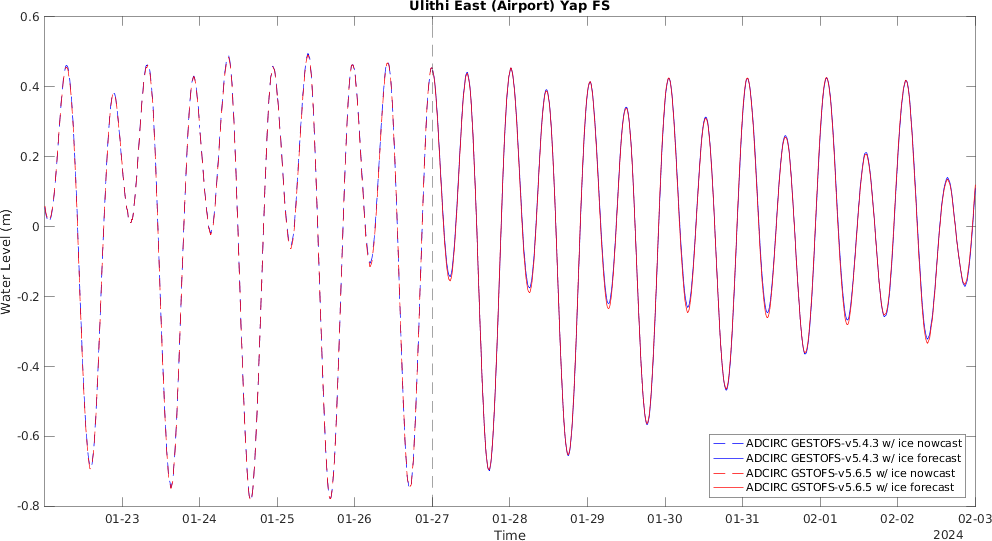 Ulithi East (Airport) Yap FS
Water Level (m)
0.6
0.4
0.2
0
-0.2
-0.4
-0.6
-0.8
ADCIRC GESTOFS-v5.4.3 w/ ice nowcast
ADCIRC GESTOFS-v5.4.3 w/ ice forecast
ADCIRC GSTOFS-v5.6.5 w/ ice nowcast
ADCIRC GSTOFS-v5.6.5 w/ ice forecast
01-23 01-24 01-25 01-26 01-27 01-28 01-29 01-30 01-31 02-01 02-02 02-03
Time
2024